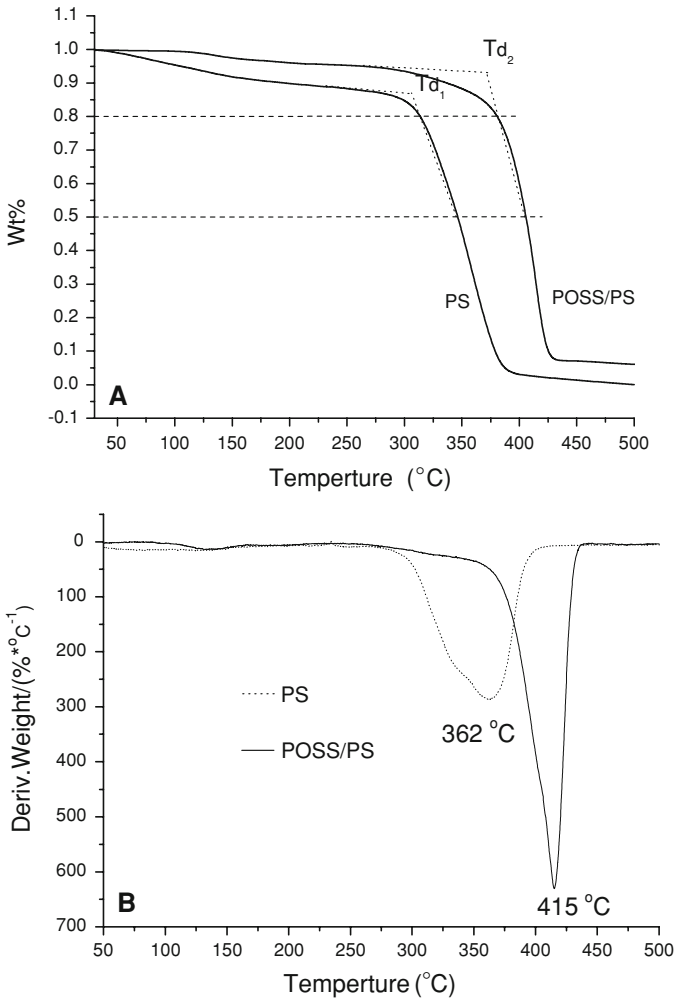 1.0
0.9
0.8
0.7
0.6
0.5
0.4
0.3
0.2
0.1
0.0
-0.1
Wt%
Td1
Td2
PS
POSS/PS
A
50 100 150 200 250 300 350 400 450 500
Temperture (°C)
0
100
200
300
400
500
600
700
Deriv.Weight/(%*°C-1)
PS
POSS/PS
362 °C
415 °C
B
50 100 150 200 250 300 350 400 450 500
Temperture (°C)